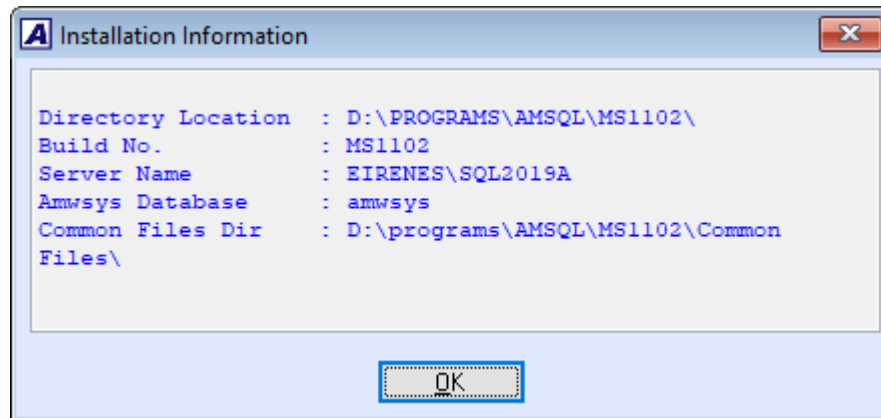 A Installation Information
Directory Location : D:\PROGRAMS\AMSQL\MS1102\
Build No. : MS1102
Server Name : EIRENES\SQL2019A
Amwsys Database : amwsys
Common Files Dir : D:\programs\AMSQL\MS1102\Common
Files\
OK